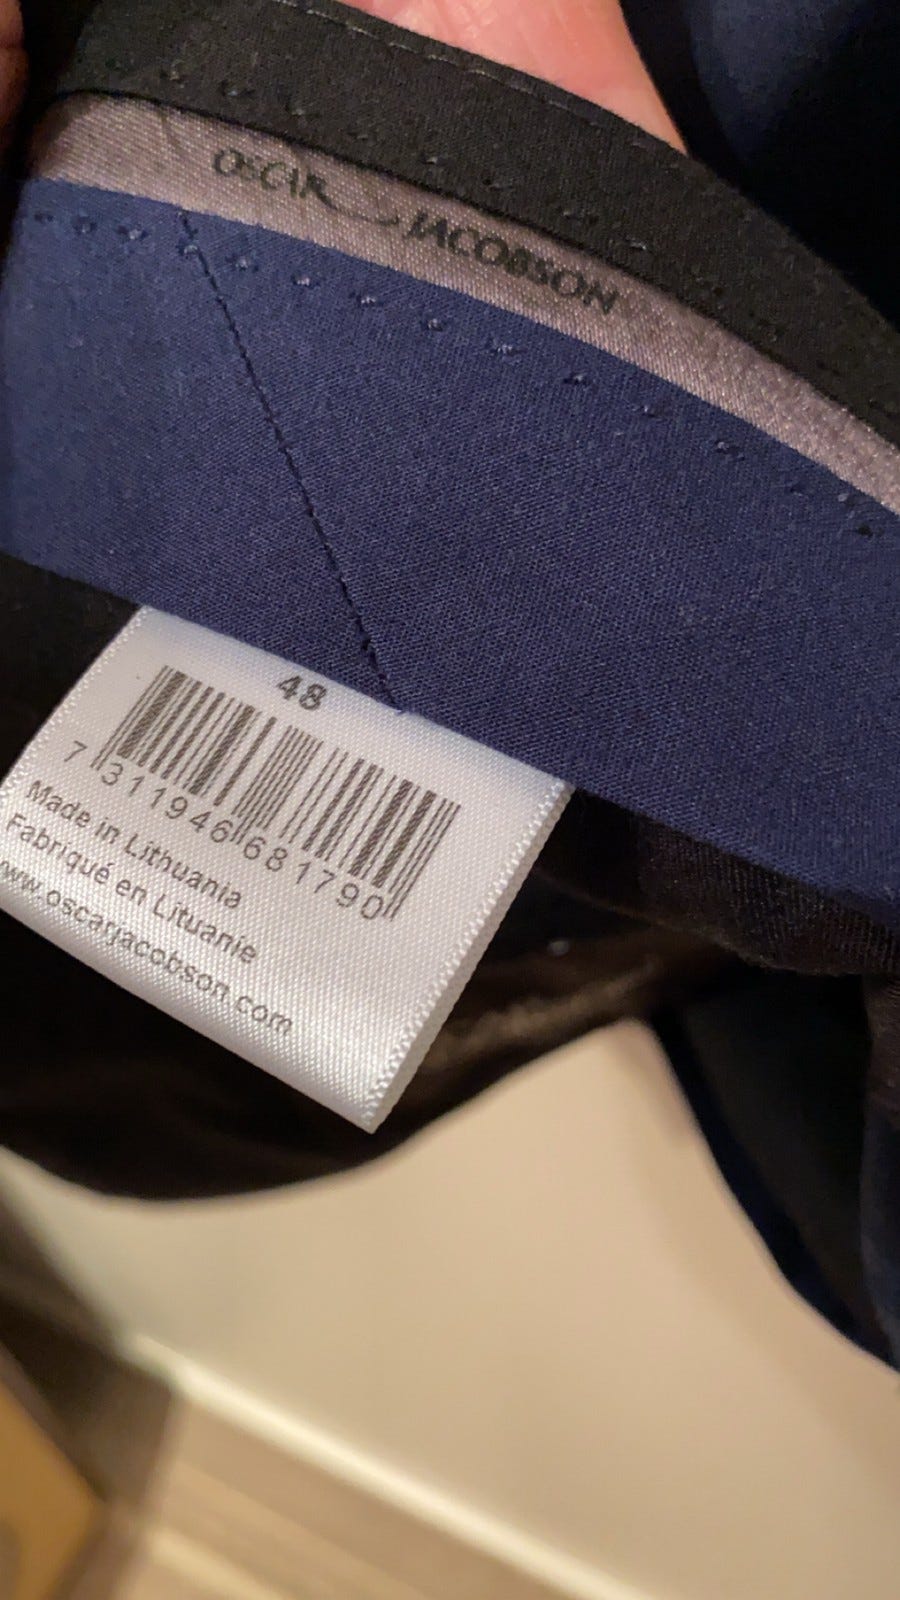 OSCAR JACOBSON
48
7 311946 681790
Made in Lithuania
Fabriqué en Lituanie
www.oscarjacobson.com